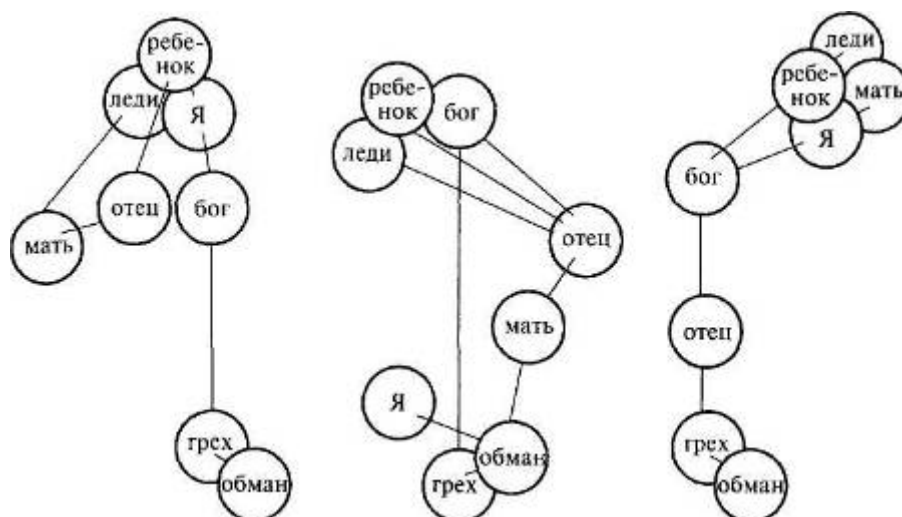 ребе-
нок
леди
Я
мать
отец
бог
грех
обман
ребе-
нок
бог
леди
отец
мать
Я
обман
грех
леди
ребе-
нок
мать
Я
бог
отец
грех
обман